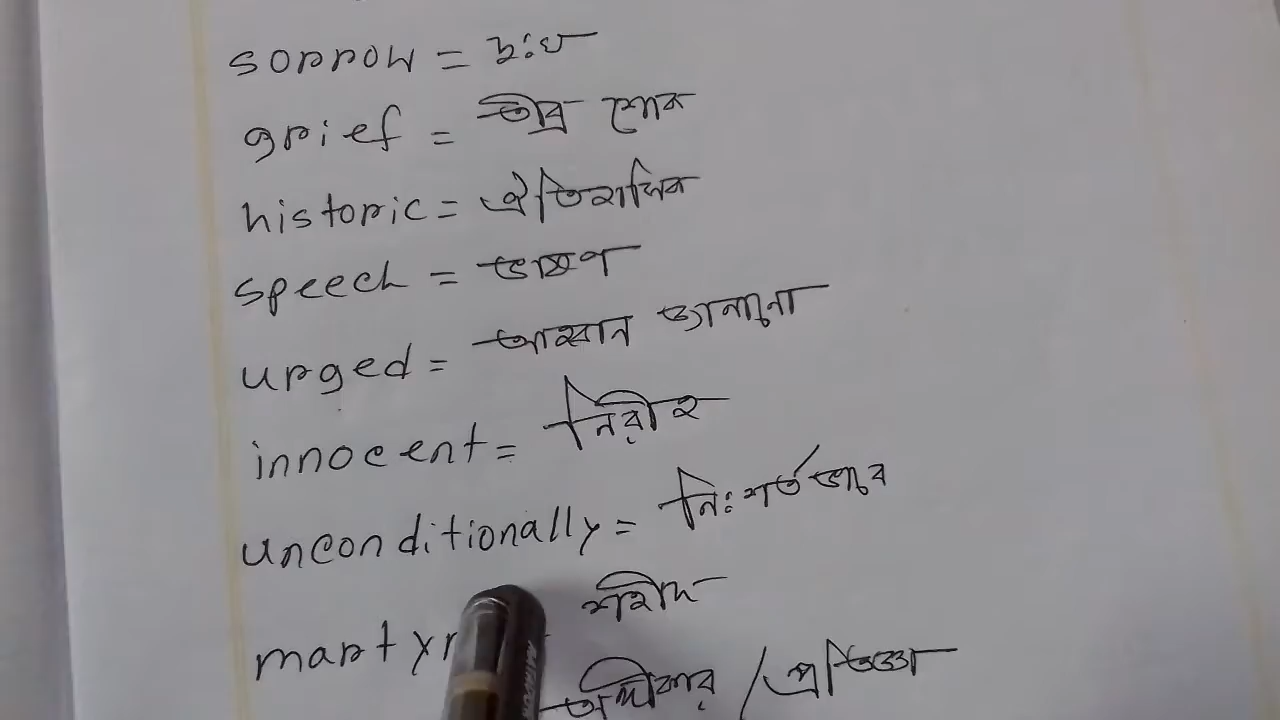 sorrow = দুঃখ
grief = তীব্র শোক
historic = ঐতিহাসিক
speech = ভাষণ
urged = আহ্বান জানানো
innocent = নিরীহ
unconditionally = নিঃশর্তভাবে
martyr শহীদ
অঙ্গীকার / প্রতিজ্ঞা